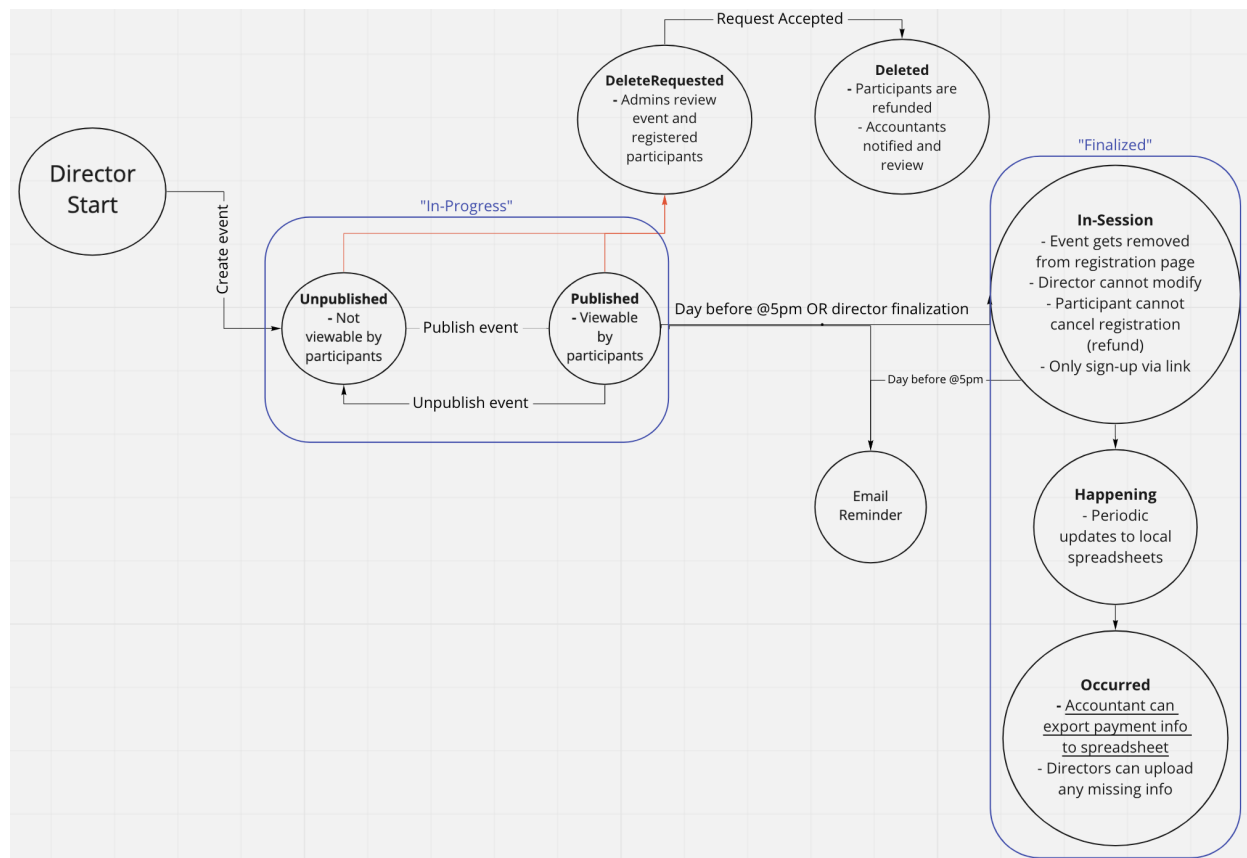 Request Accepted
DeleteRequested
- Admins review
event and
registered
participants
Deleted
- Participants are
refunded
- Accountants
notified and
review
Director
Start
Create event
"In-Progress"
Unpublished
- Not
viewable by
participants
Publish event
Published
- Viewable
by
participants
Unpublish event
Day before @5pm OR director finalization
Day before @5pm
Email
Reminder
"Finalized"
In-Session
- Event gets removed
from registration page
- Director cannot modify
- Participant cannot
cancel registration
(refund)
- Only sign-up via link
Happening
- Periodic
updates to local
spreadsheets
Occurred
- Accountant can
export payment info
to spreadsheet
- Directors can upload
any missing info